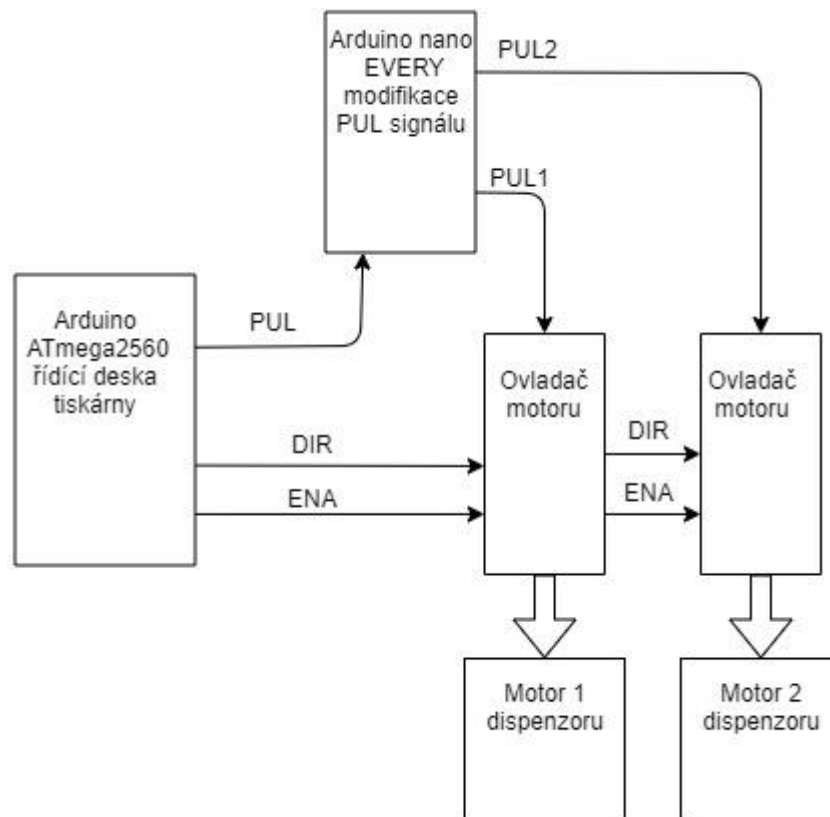 Arduino nano
EVERY
modifikace
PUL signálu
PUL2
PUL1
Arduino
ATmega2560
řídící deska
tiskárny
PUL
DIR
ENA
Ovladač
motoru
DIR
ENA
Ovladač
motoru
Motor 1
dispenzoru
Motor 2
dispenzoru